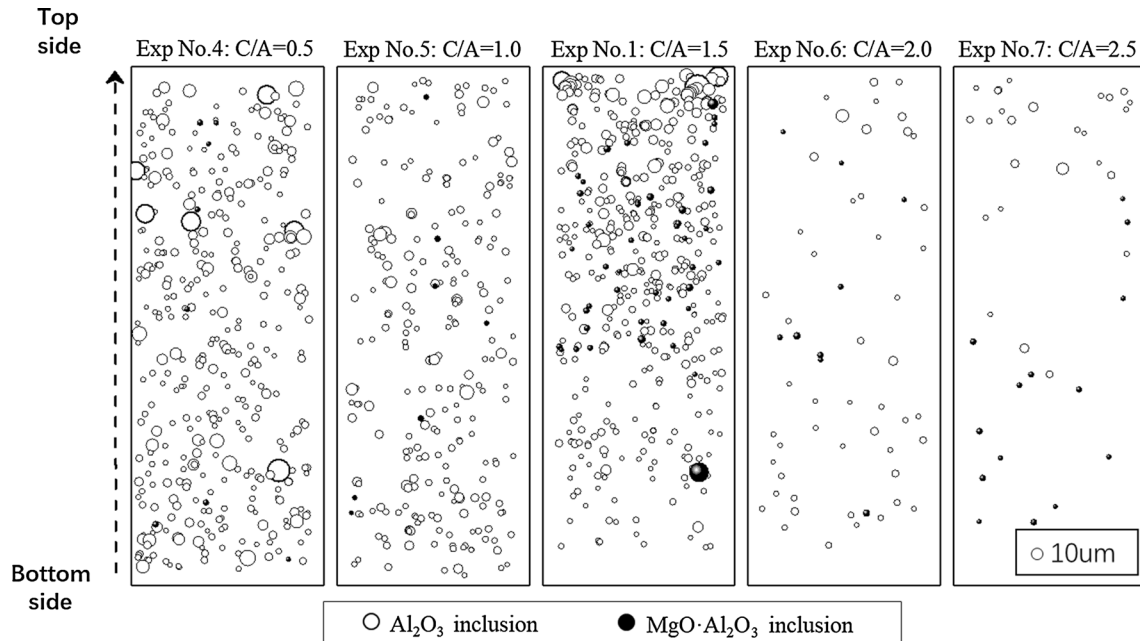 Top
side
Exp No.4: C/A=0.5
Exp No.5: C/A=1.0
Exp No.1: C/A=1.5
Exp No.6: C/A=2.0
Exp No.7: C/A=2.5
10um
Bottom
side
Al₂O₃ inclusion
MgO·Al₂O₃ inclusion